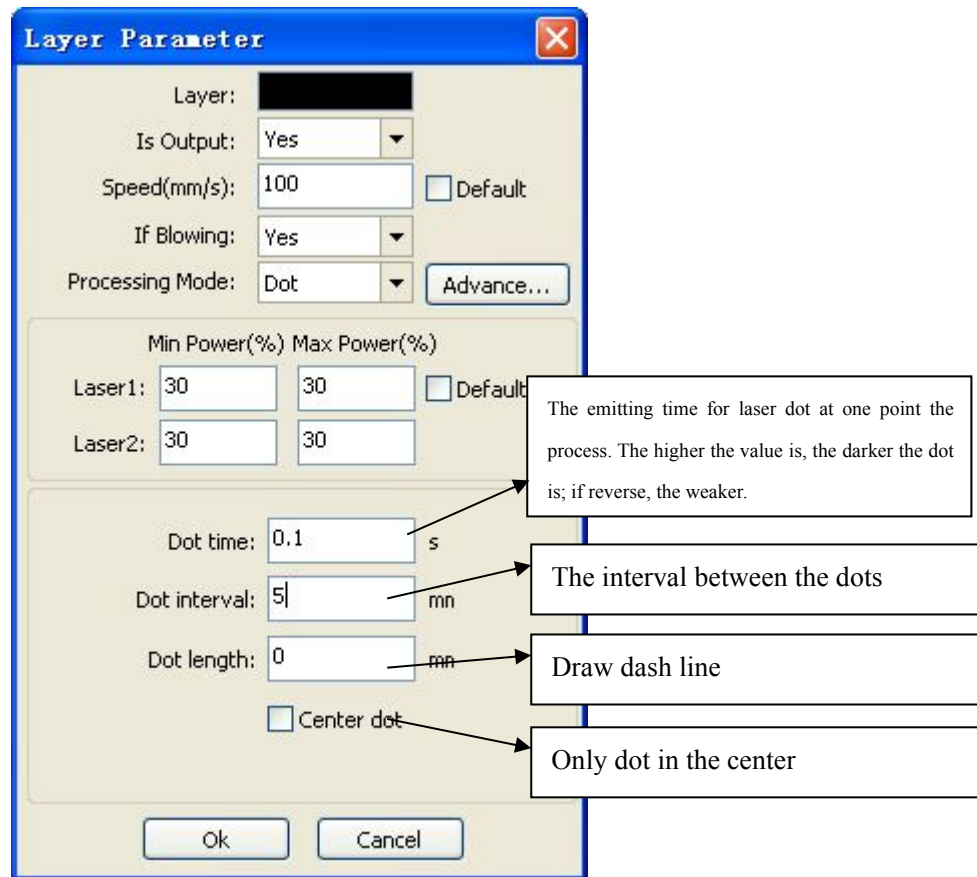 Layer Parameter
Layer:
Is Output: Yes
Speed(mm/s): 100 Default
If Blowing: Yes
Processing Mode: Dot Advance...
Min Power(%) Max Power(%)
Laser1: 30 30 Default
Laser2: 30 30
The emitting time for laser dot at one point the
process. The higher the value is, the darker the dot
is; if reverse, the weaker.
Dot time: 0.1 s
Dot interval: 5 mn
The interval between the dots
Dot length: 0 mn
Draw dash line
Center dot
Only dot in the center
Ok Cancel